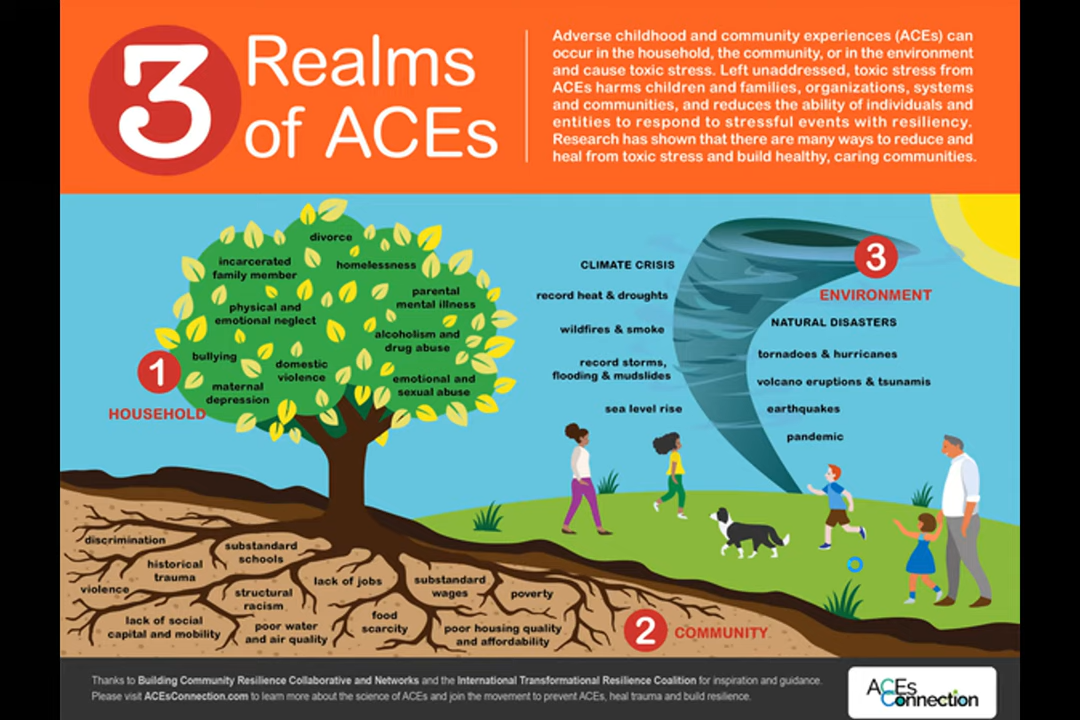 3 Realms
of ACEs
Adverse childhood and community experiences (ACEs) can
occur in the household, the community, or in the environment
and cause toxic stress. Left unaddressed, toxic stress from
ACEs harms children and families, organizations, systems
and communities, and reduces the ability of individuals and
entities to respond to stressful events with resiliency.
Research has shown that there are many ways to reduce and
heal from toxic stress and build healthy, caring communities.
divorce
incarcerated
family member
homelessness
parental
mental illness
physical and
emotional neglect
alcoholism and
drug abuse
bullying
domestic
violence
maternal
depression
emotional and
sexual abuse
1
HOUSEHOLD
CLIMATE CRISIS
record heat & droughts
wildfires & smoke
record storms,
flooding & mudslides
sea level rise
3
ENVIRONMENT
NATURAL DISASTERS
tornadoes & hurricanes
volcano eruptions & tsunamis
earthquakes
pandemic
discrimination
substandard
schools
historical
trauma
violence
structural
racism
lack of jobs
substandard
wages
poverty
lack of social
capital and mobility
poor water
and air quality
food
scarcity
poor housing quality
and affordability
2
COMMUNITY
Thanks to Building Community Resilience Collaborative and Networks and the International Transformational Resilience Coalition for inspiration and guidance.
Please visit ACEsConnection.com to learn more about the science of ACEs and join the movement to prevent ACEs, heal trauma and build resilience.
ACEs
Connection